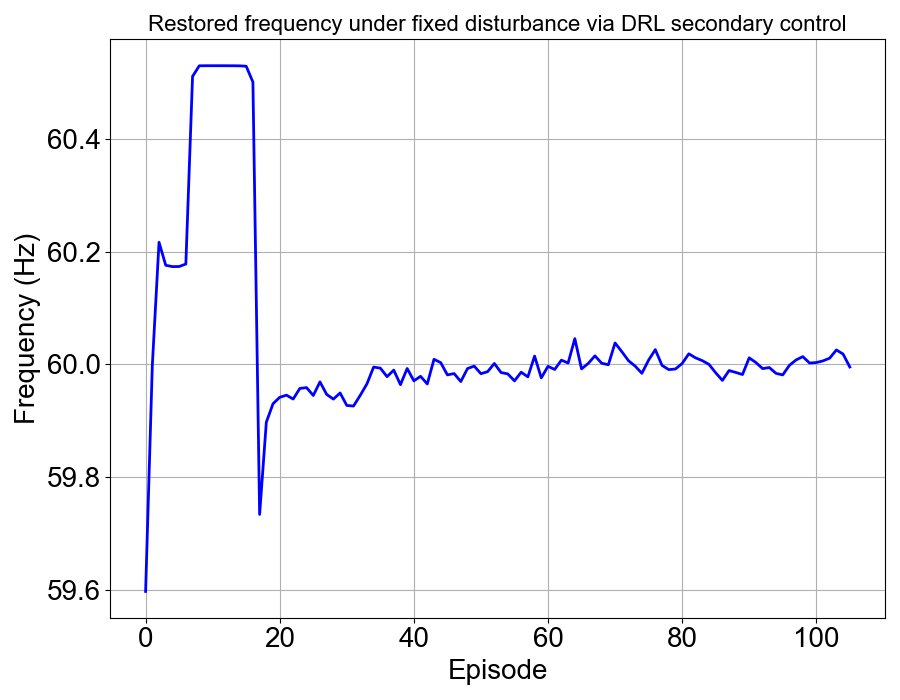 Restored frequency under fixed disturbance via DRL secondary control
Frequency (Hz)
60.4
60.2
60.0
59.8
59.6
0 20 40 60 80 100
Episode